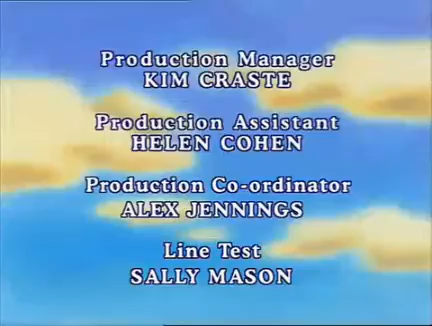 Production Manager
KIM CRASTE
Production Assistant
HELEN COHEN
Production Co-ordinator
ALEX JENNINGS
Line Test
SALLY MASON